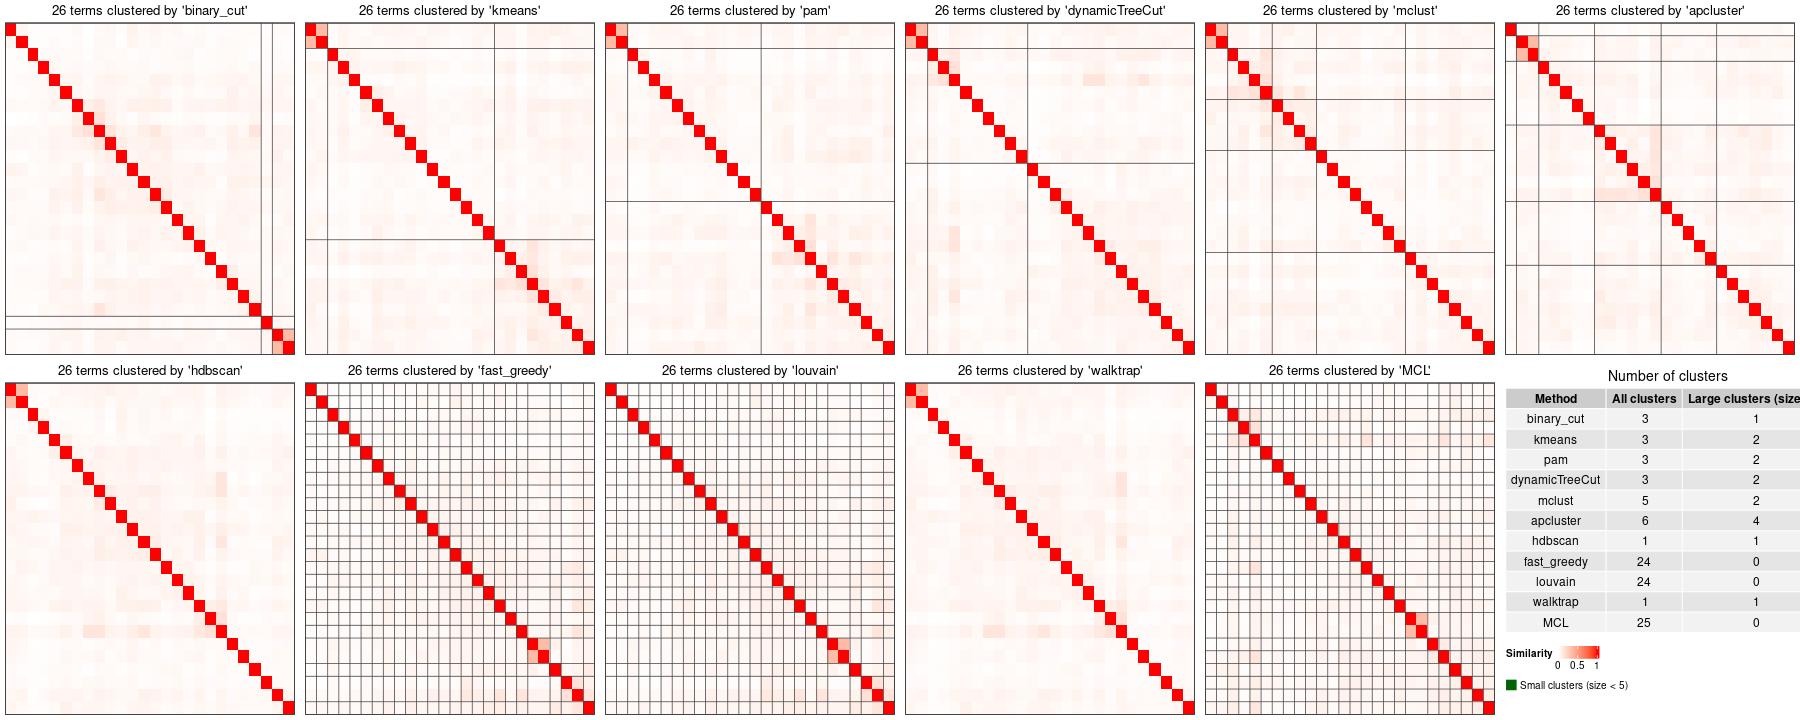 26 terms clustered by 'binary_cut'
26 terms clustered by 'kmeans'
26 terms clustered by 'pam'
26 terms clustered by 'dynamicTreeCut'
26 terms clustered by 'mclust'
26 terms clustered by 'apcluster'
26 terms clustered by 'hdbscan'
26 terms clustered by 'fast_greedy'
26 terms clustered by 'louvain'
26 terms clustered by 'walktrap'
26 terms clustered by 'MCL'
Number of clusters
Method All clusters Large clusters (size
binary_cut 3 1
kmeans 3 2
pam 3 2
dynamicTreeCut 3 2
mclust 5 2
apcluster 6 4
hdbscan 1 1
fast_greedy 24 0
louvain 24 0
walktrap 1 1
MCL 25 0
Similarity
0 0.5 1
Small clusters (size < 5)